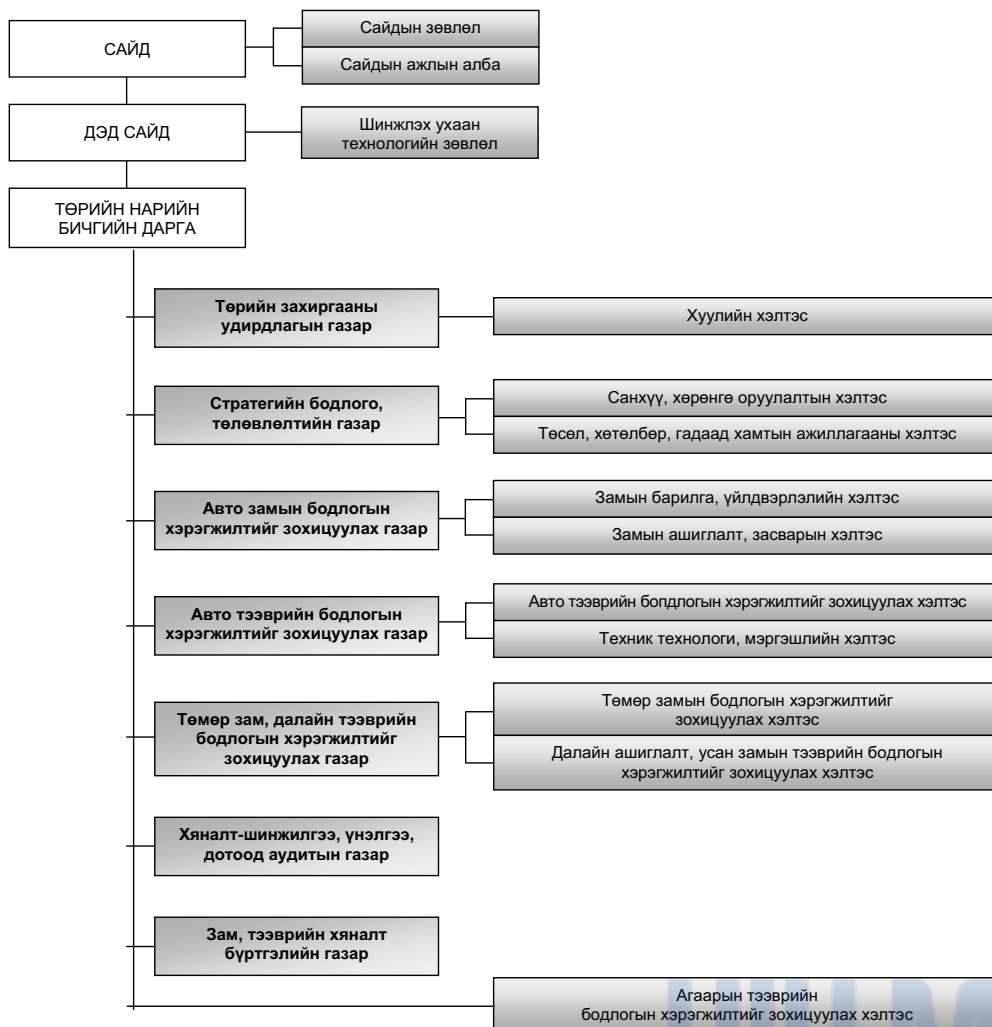 САЙД
Сайдын зөвлөл
Сайдын ажлын алба
ДЭД САЙД
Шинжлэх ухаан
технологийн зөвлөл
ТӨРИЙН НАРИЙН
БИЧГИЙН ДАРГА
Төрийн захиргааны
удирдлагын газар
Хуулийн хэлтэс
Стратегийн бодлого,
төлөвлөлтийн газар
Санхүү, хөрөнгө оруулалтын хэлтэс
Төсөл, хөтөлбөр, гадаад хамтын ажиллагааны хэлтэс
Авто замын бодлогын
хэрэгжилтийг зохицуулах газар
Замын барилга, үйлдвэрлэлийн хэлтэс
Замын ашиглалт, засварын хэлтэс
Авто тээврийн бодлогын
хэрэгжилтийг зохицуулах газар
Авто тээврийн бопдлогын хэрэгжилтийг зохицуулах хэлтэс
Техник технологи, мэргэшлийн хэлтэс
Төмөр зам, далайн тээврийн
бодлогын хэрэгжилтийг
зохицуулах газар
Төмөр замын бодлогын хэрэгжилтийг
зохицуулах хэлтэс
Далайн ашиглалт, усан замын тээврийн бодлогын
хэрэгжилтийг зохицуулах хэлтэс
Хяналт-шинжилгээ, үнэлгээ,
дотоод аудитын газар
Зам, тээврийн хяналт
бүртгэлийн газар
Агаарын тээврийн
бодлогын хэрэгжилтийг зохицуулах хэлтэс